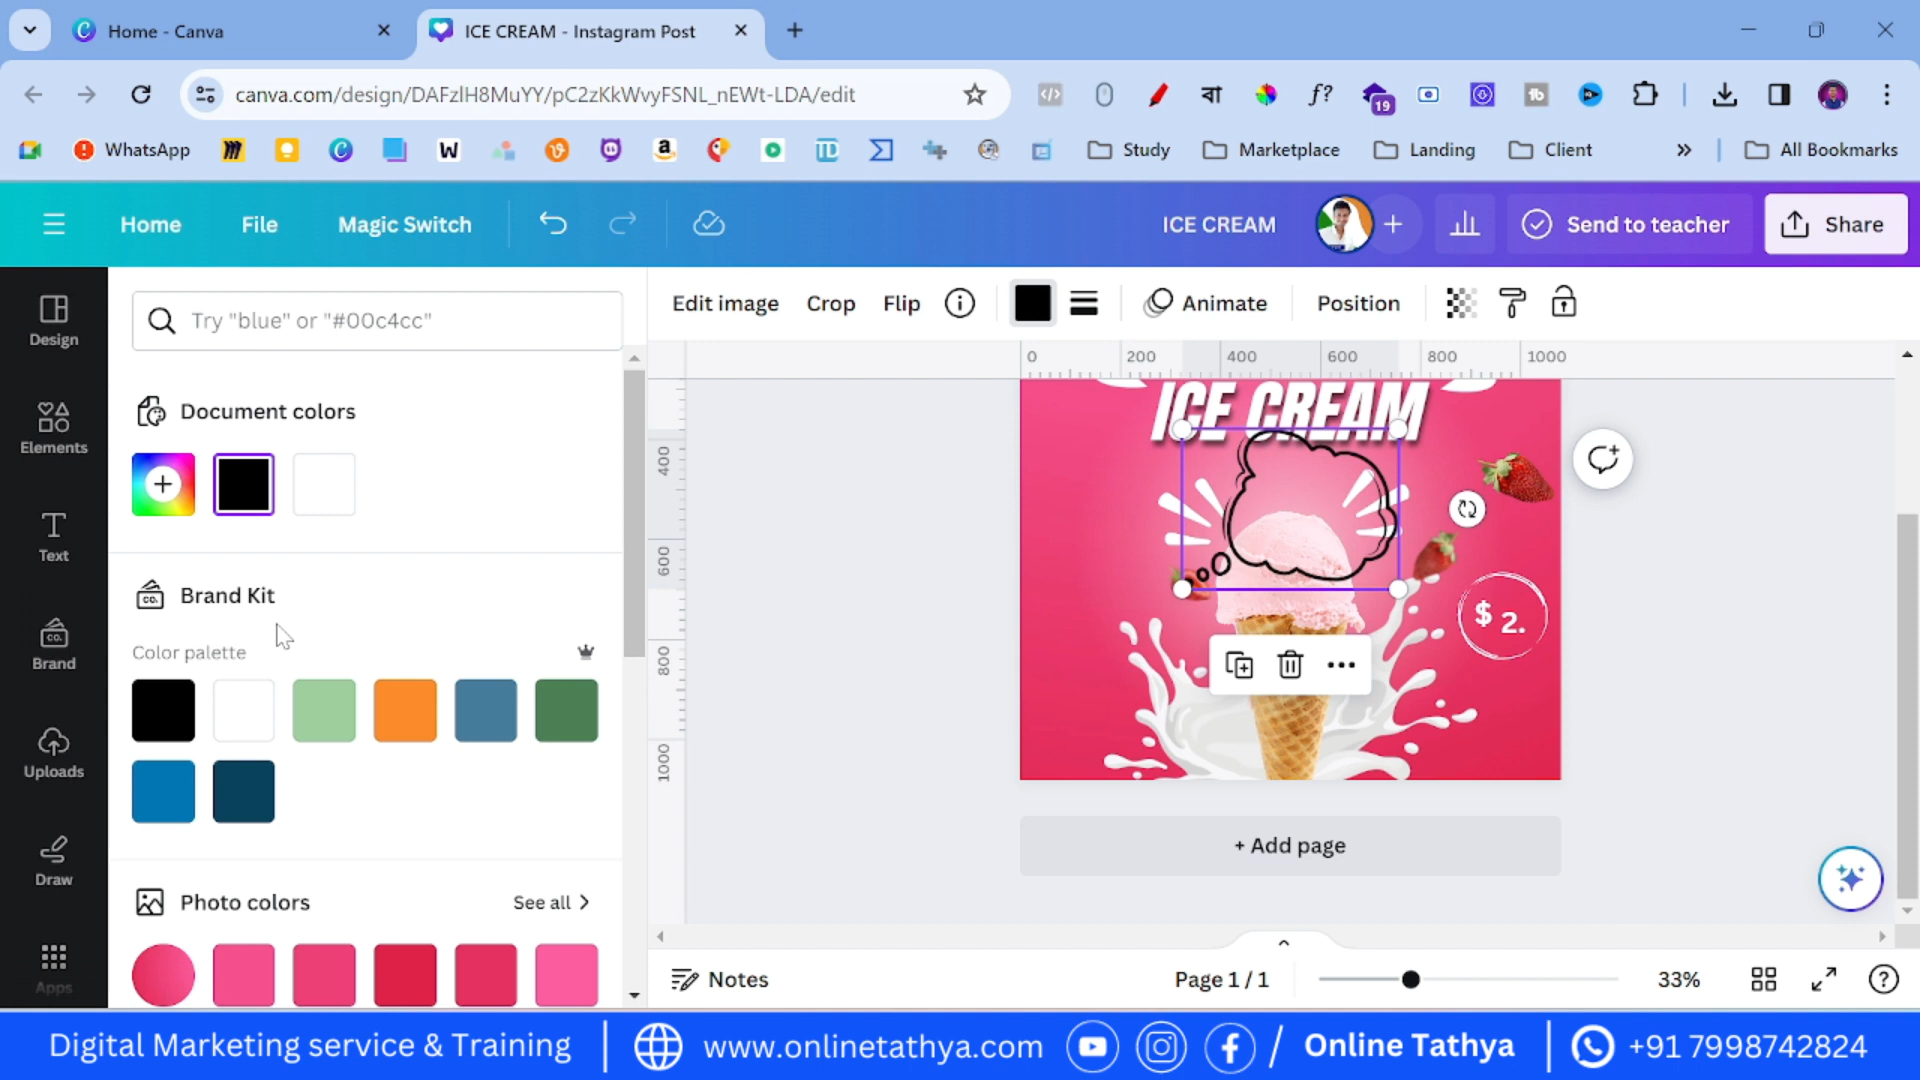 Home - Canva
ICE CREAM - Instagram Post
canva.com/design/DAFzIH8MuYY/pC2zKkWvyFSNL_nEWt-LDA/edit
বা
f?
19
WhatsApp
W
a
TD
Study
Marketplace
Landing
Client
All Bookmarks
Home
File
Magic Switch
ICE CREAM
Send to teacher
Share
Design
Elements
Text
Brand
Uploads
Draw
Apps
Try "blue" or "#00c4cc"
Document colors
Brand Kit
Color palette
Photo colors
See all
Edit image
Crop
Flip
Animate
Position
0
200
400
600
800
1000
400
600
800
1000
ICE CREAM
$ 2.
+ Add page
Notes
Page 1 / 1
33%
Digital Marketing service & Training
www.onlinetathya.com
Online Tathya
+91 7998742824